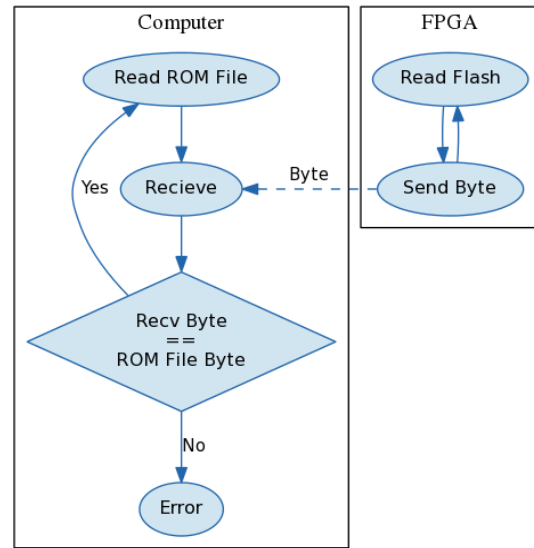 Computer
FPGA
Read ROM File
Read Flash
Recieve
Byte
Send Byte
Yes
Recv Byte
==
ROM File Byte
No
Error